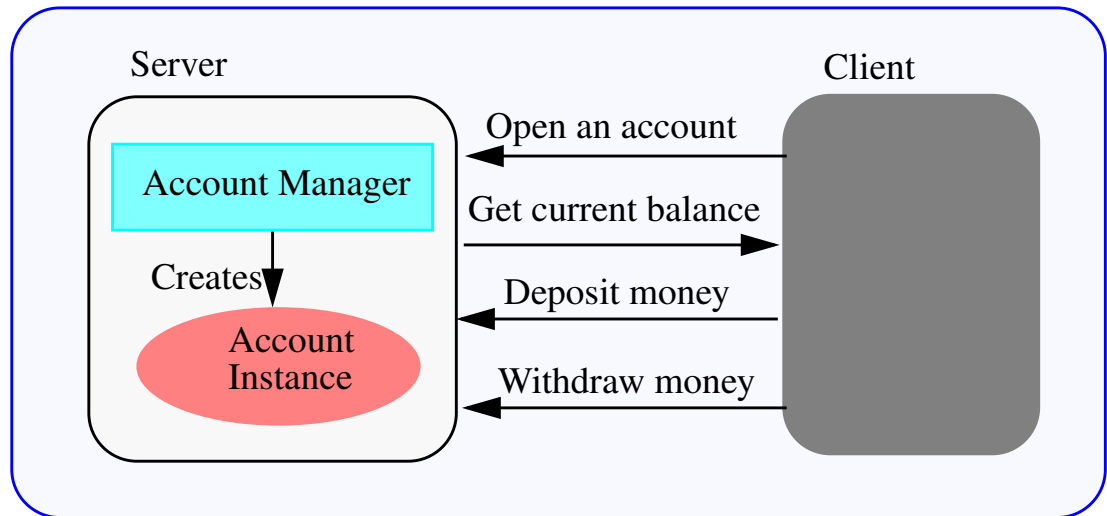 Server
Client
Open an account
Account Manager
Get current balance
Creates
Deposit money
Account
Instance
Withdraw money